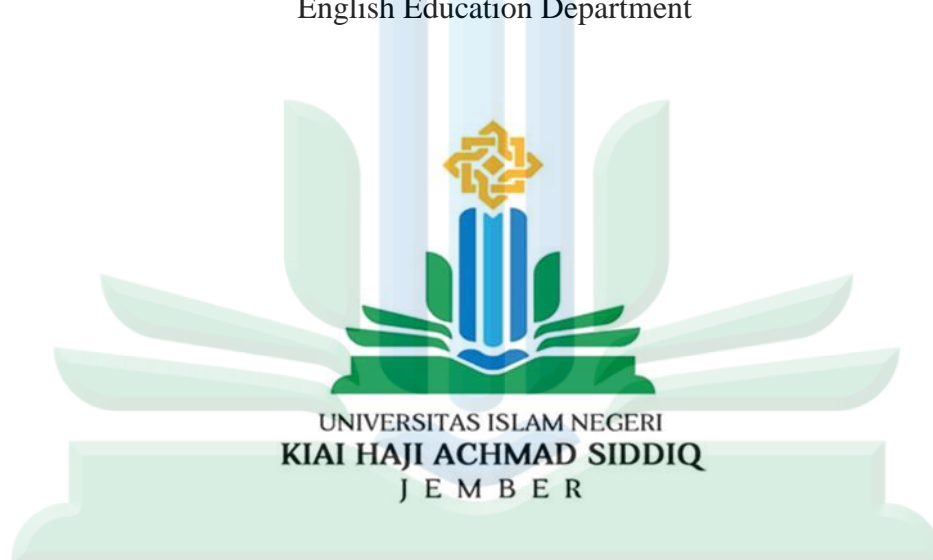 English Education Department
UNIVERSITAS ISLAM NEGERI
KIAI HAJI ACHMAD SIDDIQ
J E M B E R